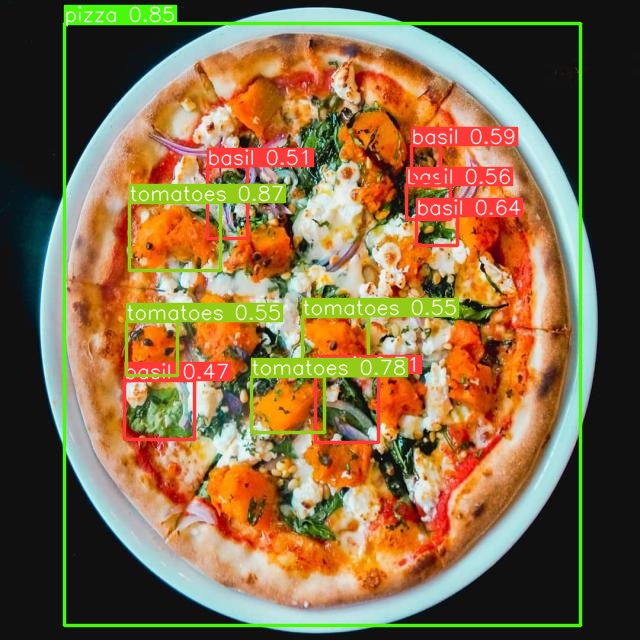 pizza 0.85
basil 0.59
basil 0.51
basil 0.56
tomatoes 0.87
basil 0.64
tomatoes 0.55
tomatoes 0.55
tomatoes 0.78
basil 0.47